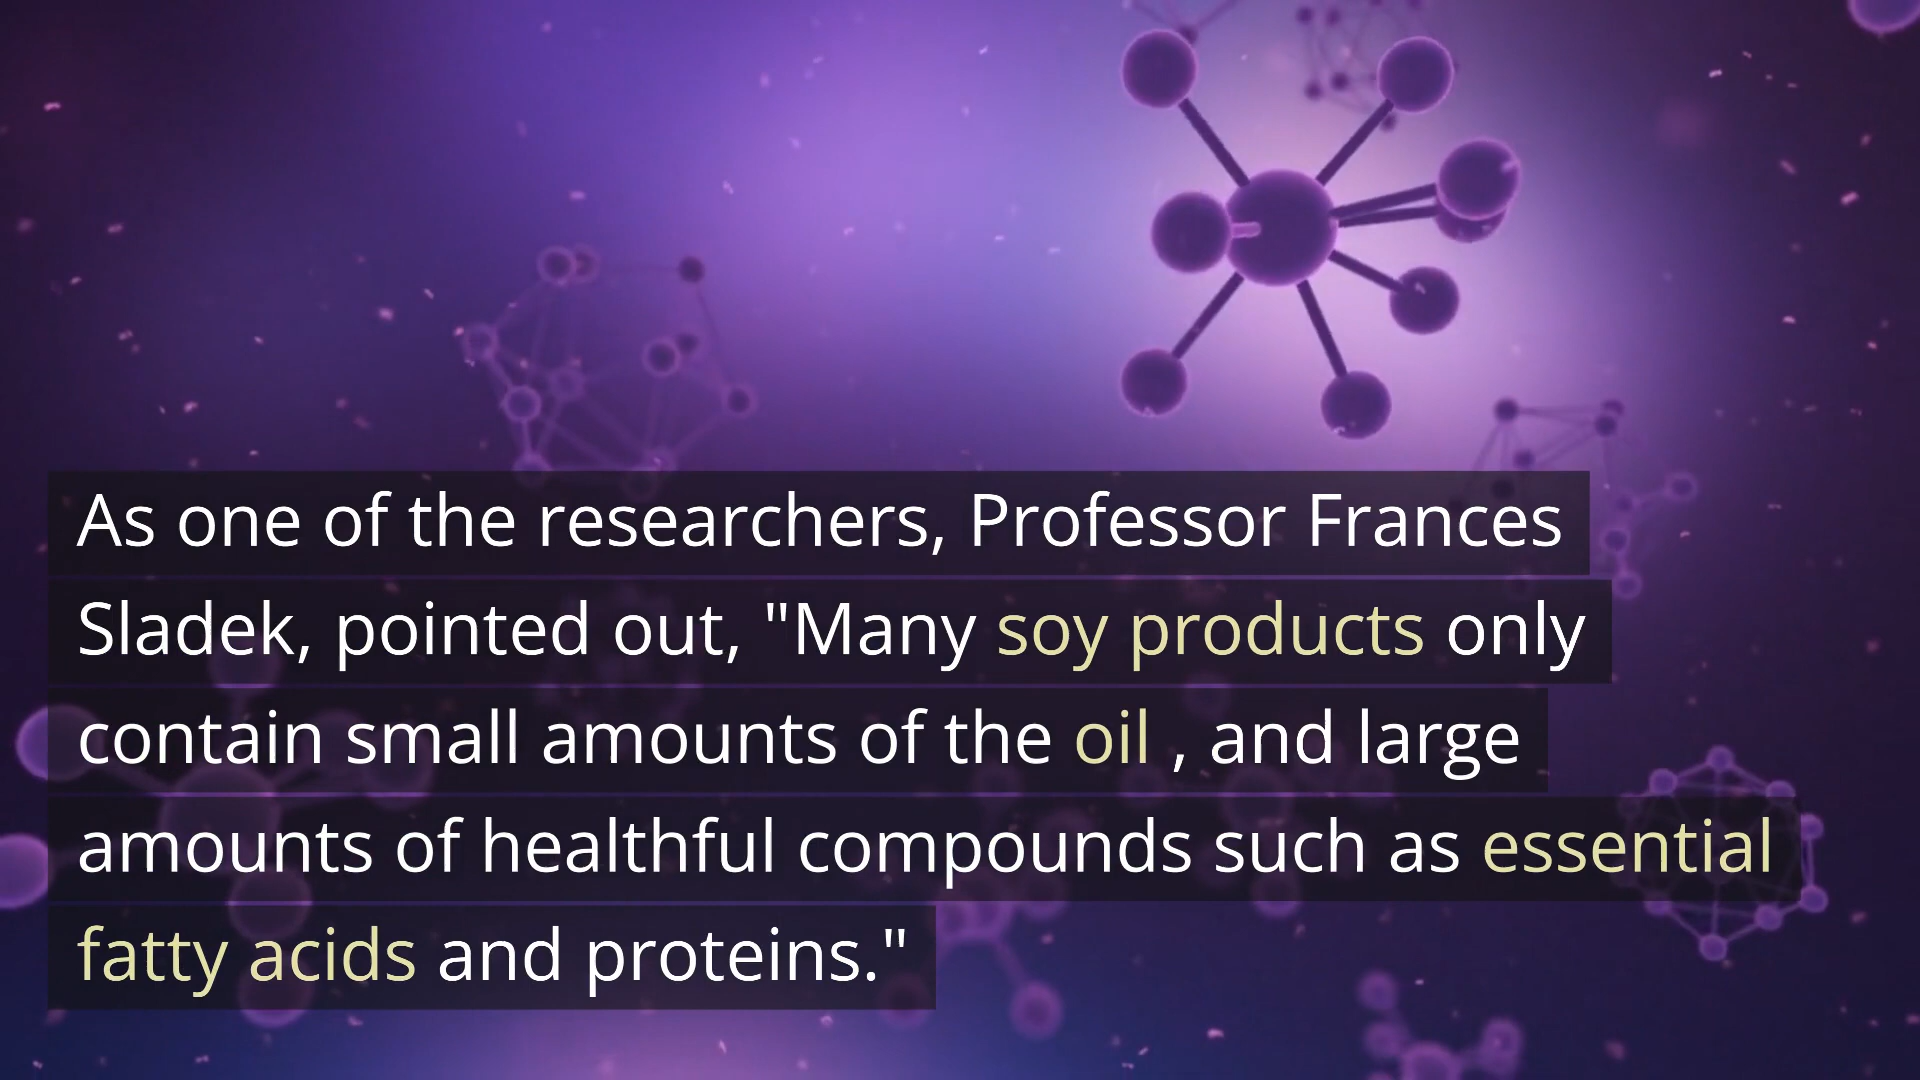 As one of the researchers, Professor Frances
Sladek, pointed out, "Many soy products only
contain small amounts of the oil , and large
amounts of healthful compounds such as essential
fatty acids and proteins."